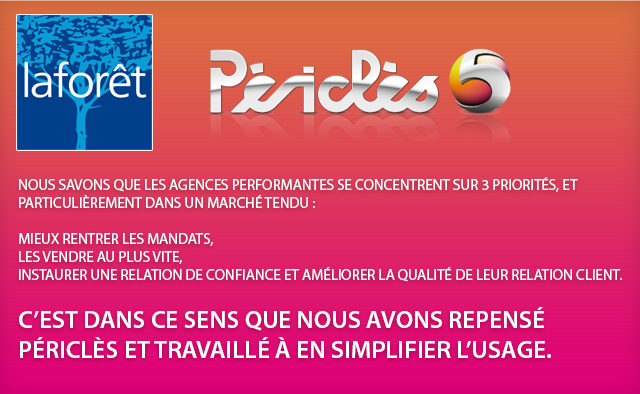 laforêt
Périclès 5
NOUS SAVONS QUE LES AGENCES PERFORMANTES SE CONCENTRENT SUR 3 PRIORITÉS, ET
PARTICULIÈREMENT DANS UN MARCHÉ TENDU :
MIEUX RENTRER LES MANDATS,
LES VENDRE AU PLUS VITE,
INSTAURER UNE RELATION DE CONFIANCE ET AMÉLIORER LA QUALITÉ DE LEUR RELATION CLIENT.
C’EST DANS CE SENS QUE NOUS AVONS REPENSÉ
PÉRICLÈS ET TRAVAILLÉ À EN SIMPLIFIER L’USAGE.